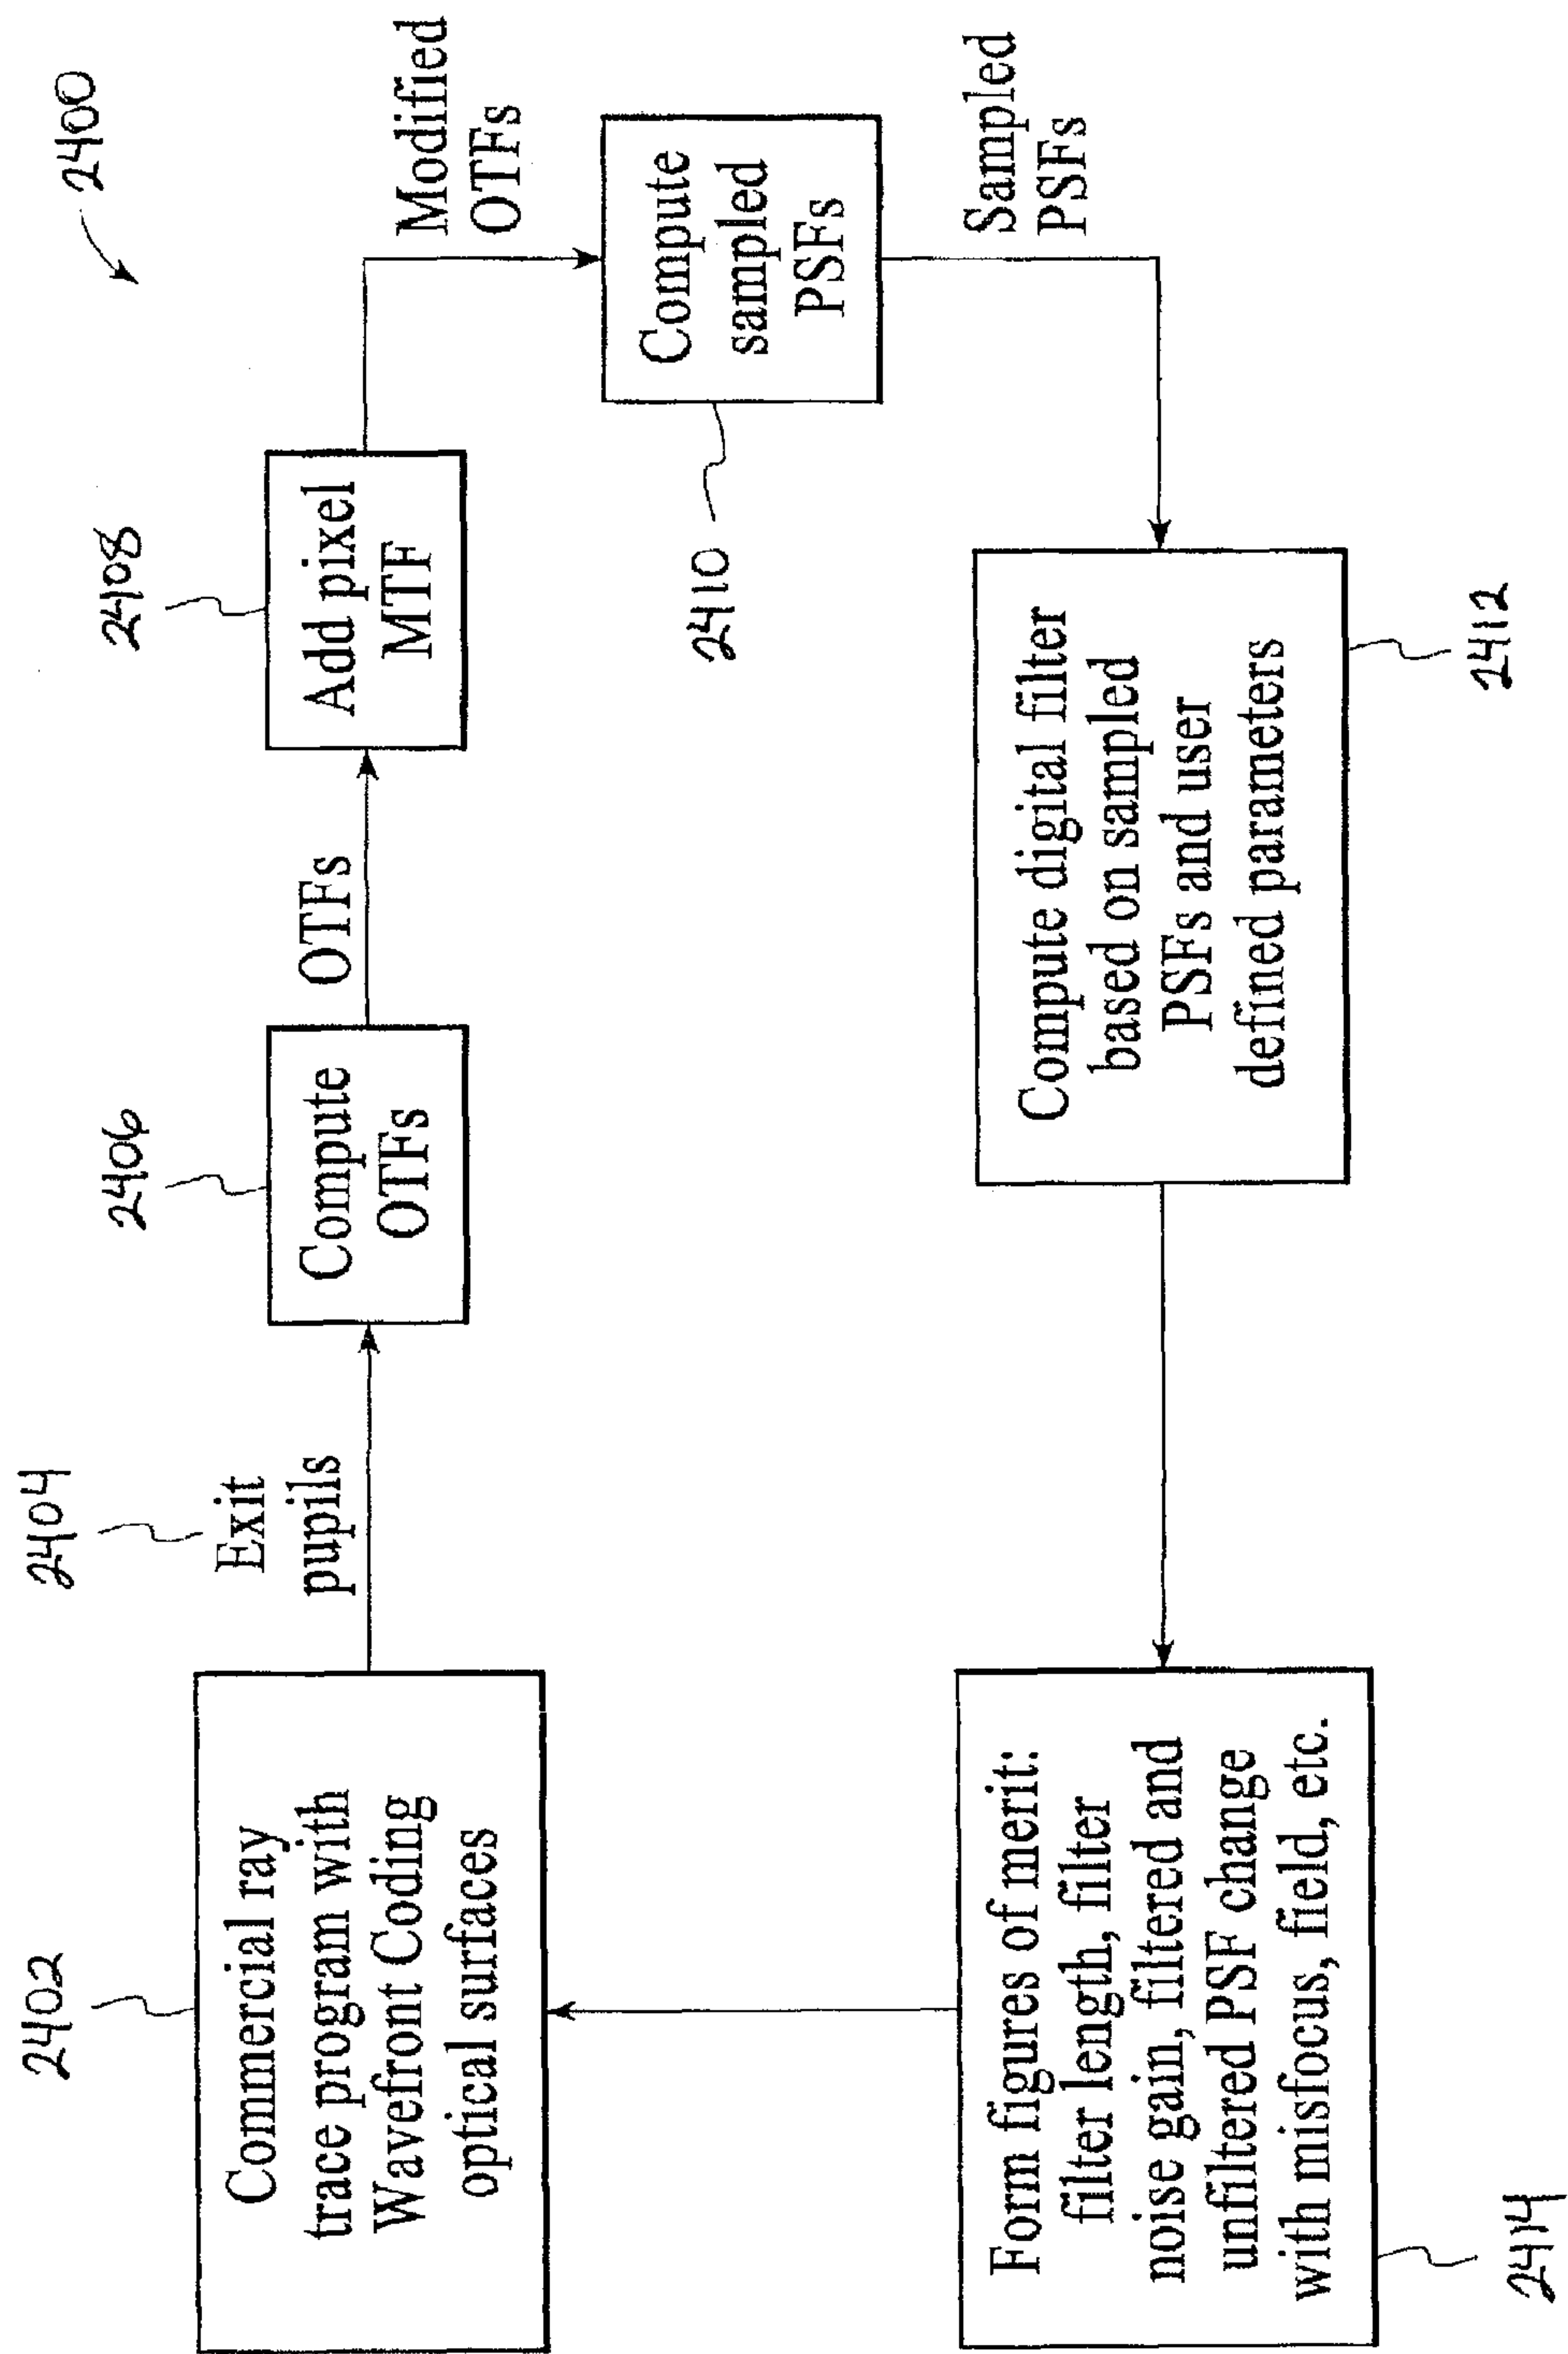 2400
2402
Commercial ray
trace program with
Wavefront Coding
optical surfaces
2404
Exit
pupils
2406
Compute
OTFs
OTFs
2408
Add pixel
MTF
Modified
OTFs
2410
Compute
sampled
PSFs
Sampled
PSFs
2412
Compute digital filter
based on sampled
PSFs and user
defined parameters
2414
Form figures of merit:
filter length, filter
noise gain, filtered and
unfiltered PSF change
with misfocus, field, etc.